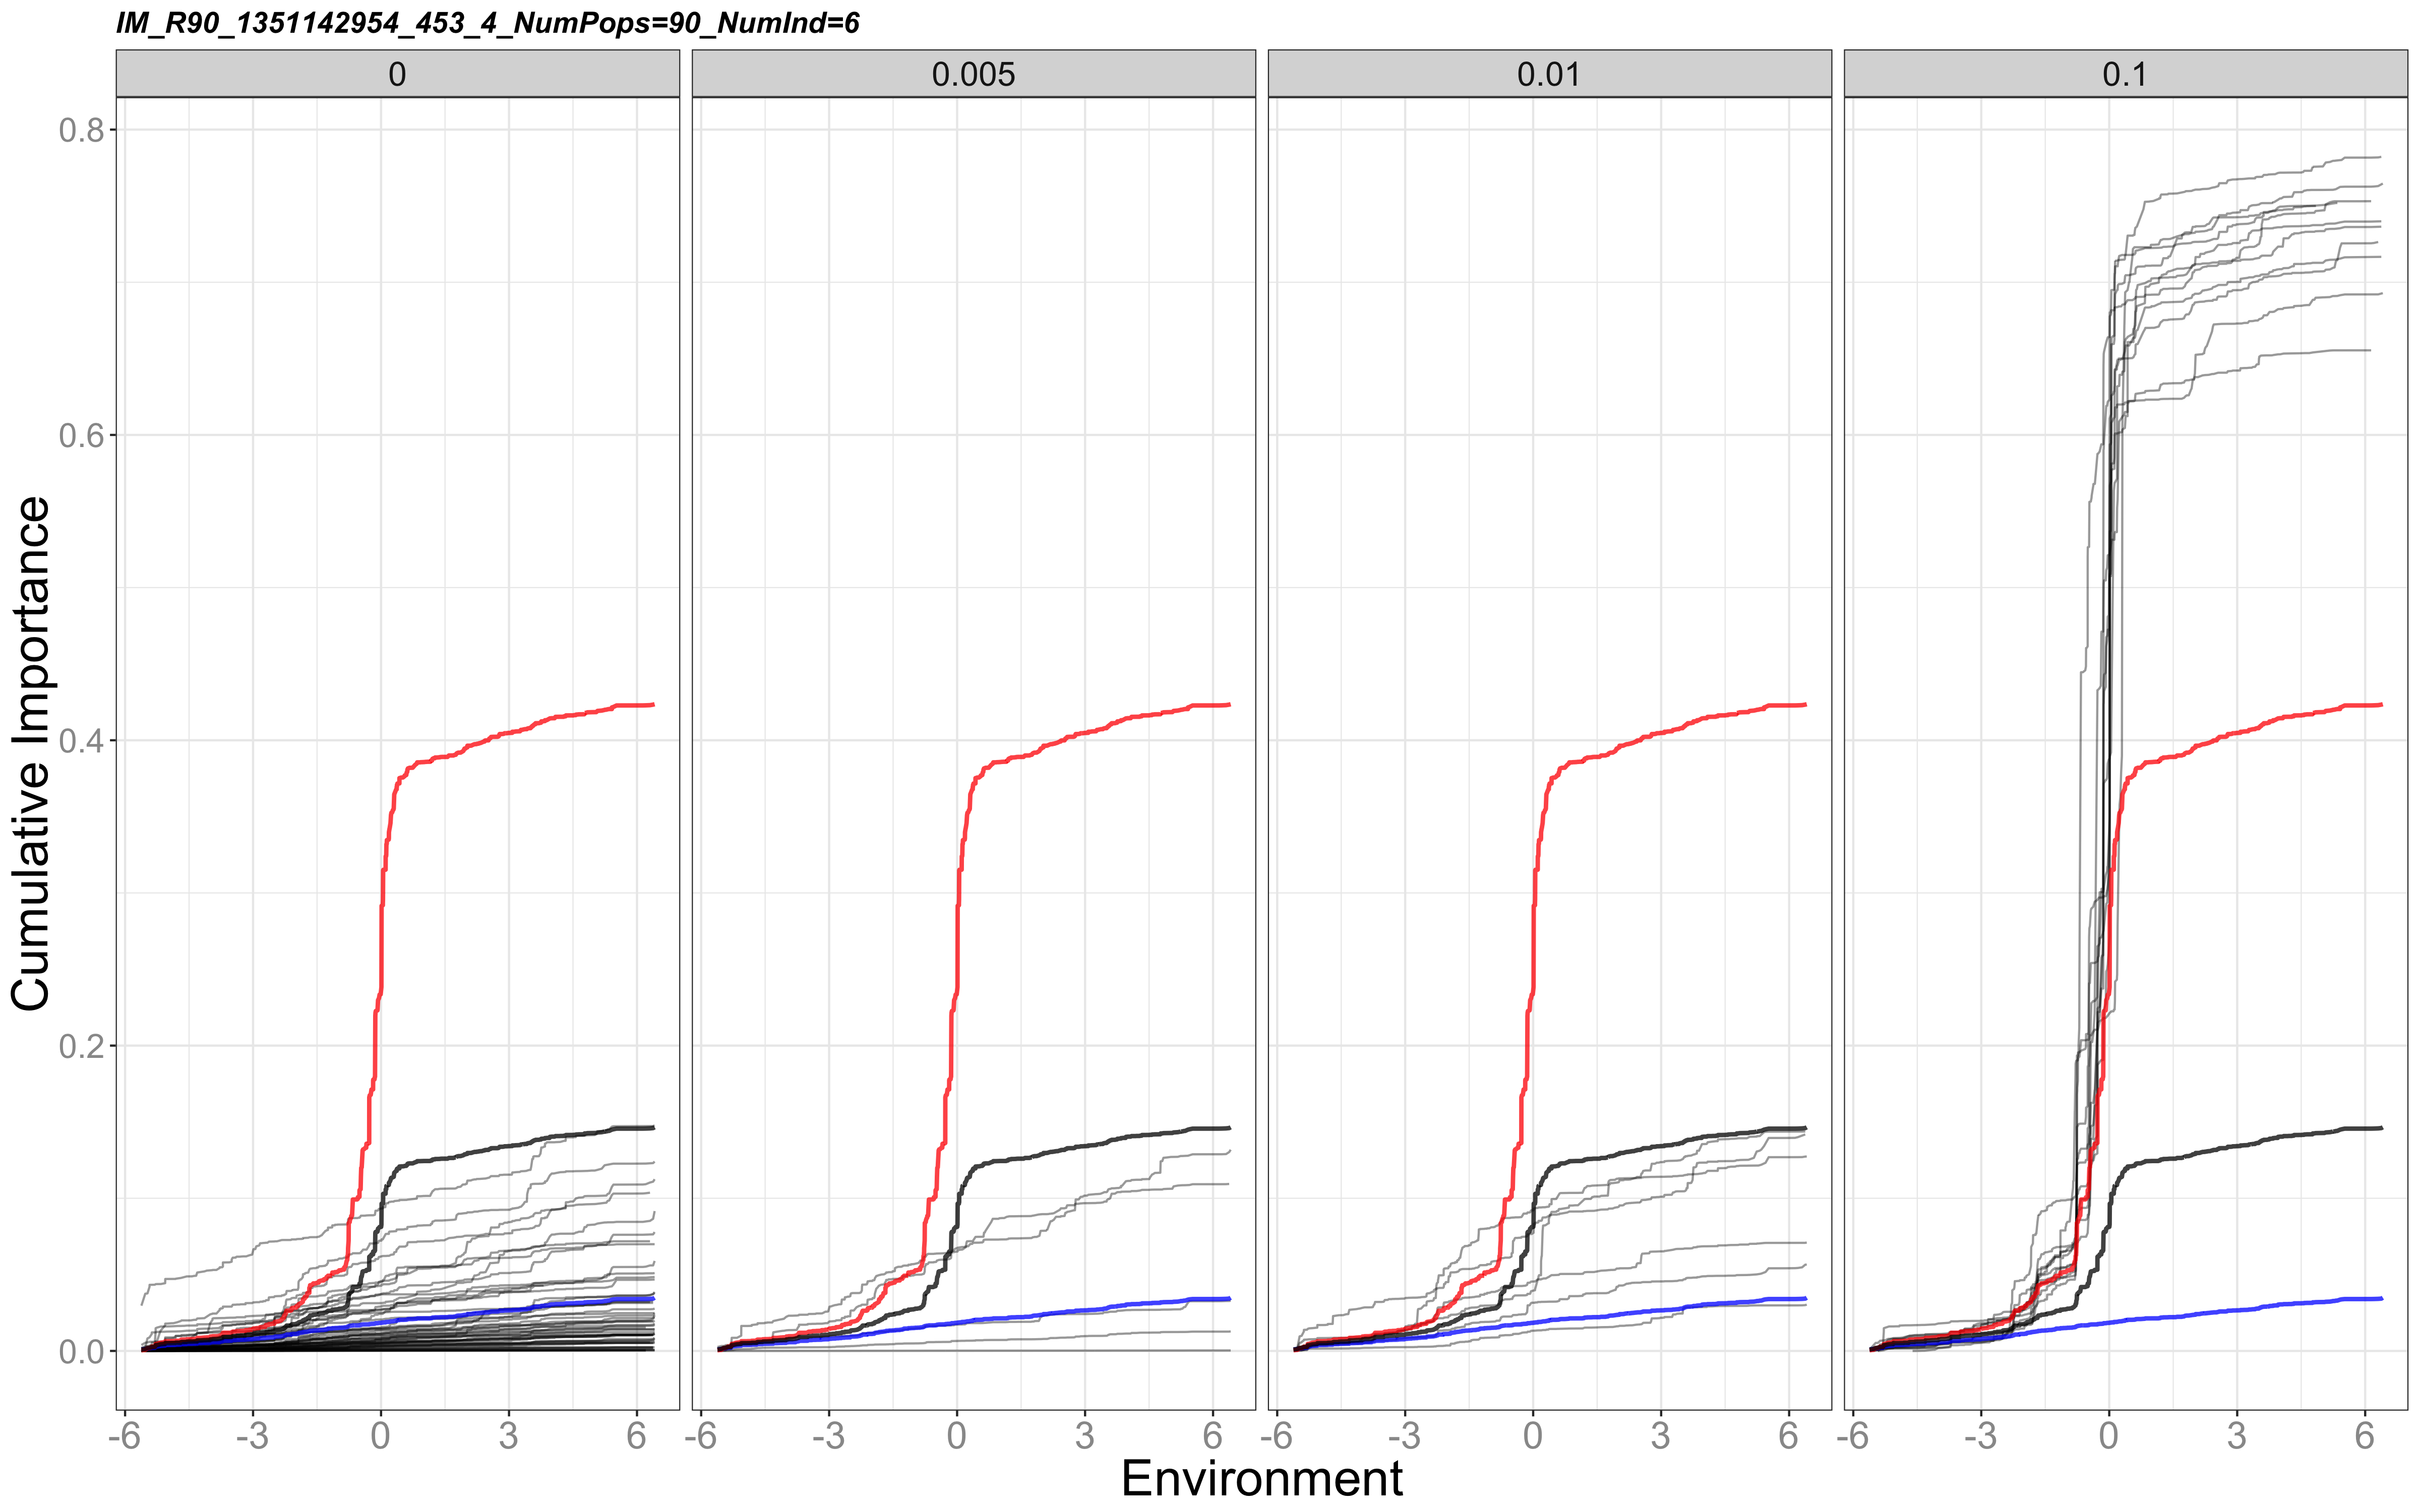 IM_R90_1351142954_453_4_NumPops=90_NumInd=6
0 0.005 0.01 0.1
Cumulative Importance
0.8
0.6
0.4
0.2
0.0
-6 -3 0 3 6 -6 -3 0 3 6 -6 -3 0 3 6 -6 -3 0 3 6
Environment